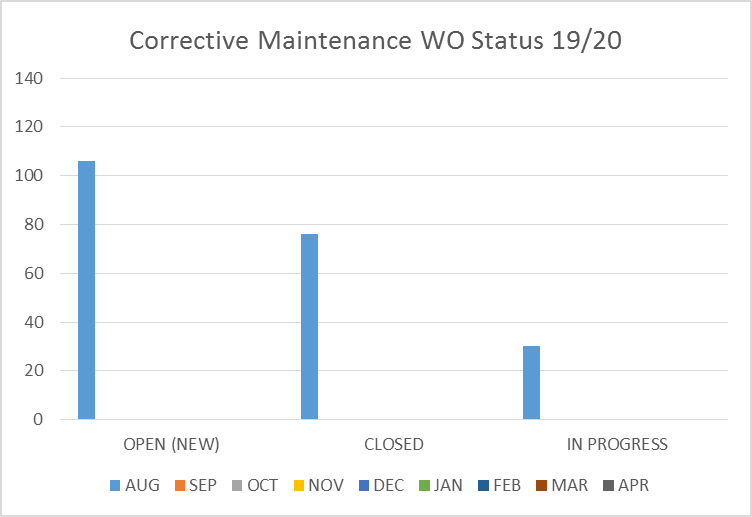 Corrective Maintenance WO Status 19/20
140
120
100
80
60
40
20
0
OPEN (NEW) CLOSED IN PROGRESS
AUG SEP OCT NOV DEC JAN FEB MAR APR